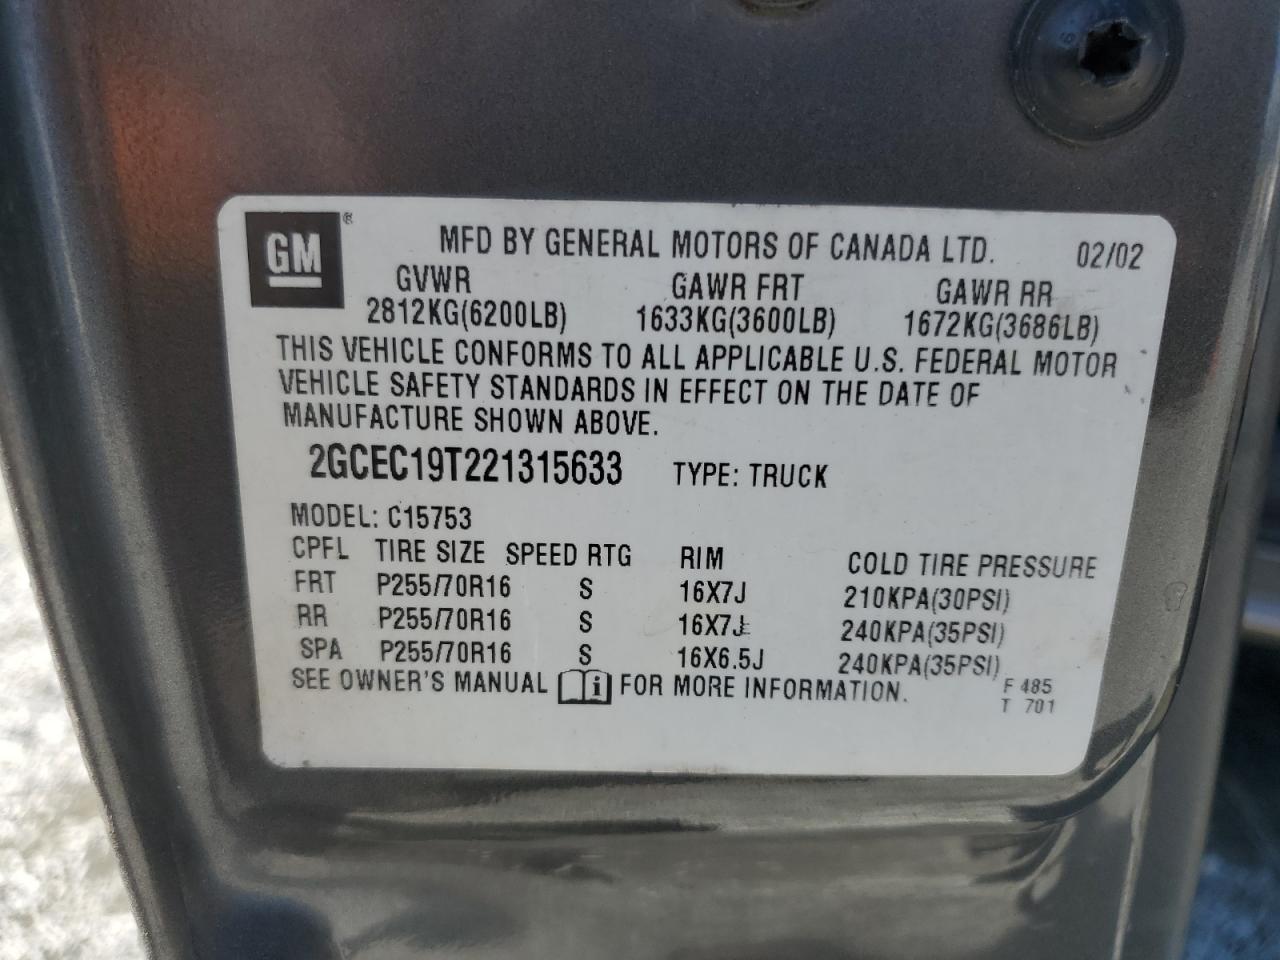 GM ®
MFD BY GENERAL MOTORS OF CANADA LTD. 02/02
GVWR GAWR FRT GAWR RR
2812KG(6200LB) 1633KG(3600LB) 1672KG(3686LB)
THIS VEHICLE CONFORMS TO ALL APPLICABLE U.S. FEDERAL MOTOR
VEHICLE SAFETY STANDARDS IN EFFECT ON THE DATE OF
MANUFACTURE SHOWN ABOVE.
2GCEC19T221315633 TYPE: TRUCK
MODEL: C15753
CPFL TIRE SIZE SPEED RTG RIM COLD TIRE PRESSURE
FRT P255/70R16 S 16X7J 210KPA(30PSI)
RR P255/70R16 S 16X7J 240KPA(35PSI)
SPA P255/70R16 S 16X6.5J 240KPA(35PSI)
SEE OWNER'S MANUAL i FOR MORE INFORMATION. F 485
T 701